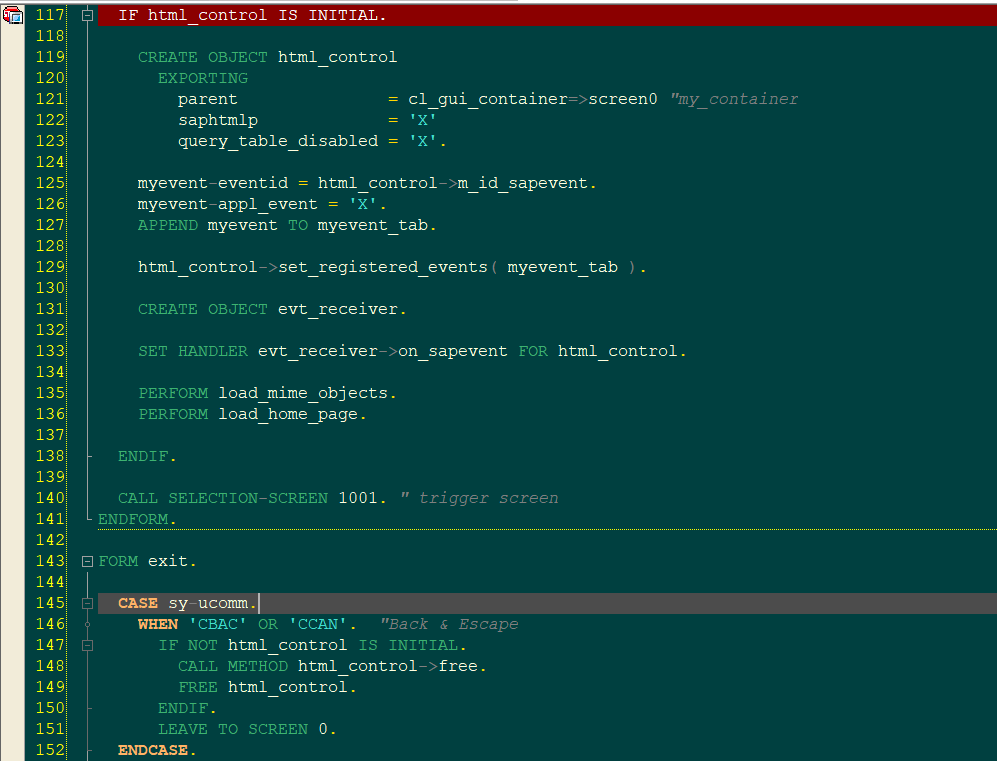 117 IF html_control IS INITIAL.
118
119 CREATE OBJECT html_control
120 EXPORTING
121 parent = cl_gui_container=>screen0 "my_container
122 saphtmlp = 'X'
123 query_table_disabled = 'X'.
124
125 myevent-eventid = html_control->m_id_sapevent.
126 myevent-appl_event = 'X'.
127 APPEND myevent TO myevent_tab.
128
129 html_control->set_registered_events( myevent_tab ).
130
131 CREATE OBJECT evt_receiver.
132
133 SET HANDLER evt_receiver->on_sapevent FOR html_control.
134
135 PERFORM load_mime_objects.
136 PERFORM load_home_page.
137
138 ENDIF.
139
140 CALL SELECTION-SCREEN 1001. " trigger screen
141 ENDFORM.
142
143 FORM exit.
144
145 CASE sy-ucomm.
146 WHEN 'CBAC' OR 'CCAN'. "Back & Escape
147 IF NOT html_control IS INITIAL.
148 CALL METHOD html_control->free.
149 FREE html_control.
150 ENDIF.
151 LEAVE TO SCREEN 0.
152 ENDCASE.